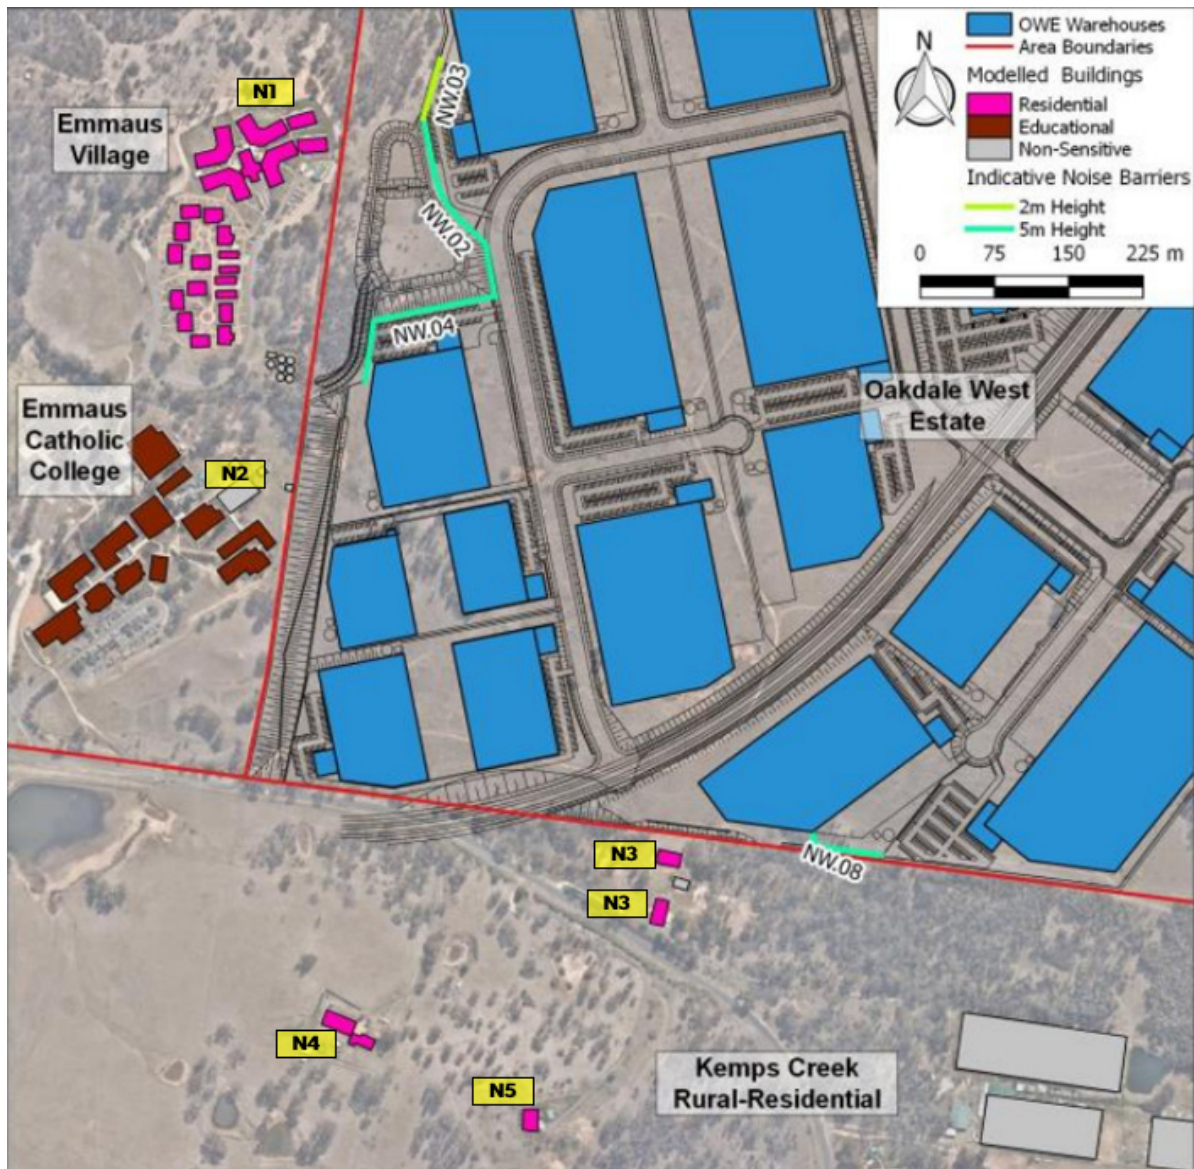 N1
Emmaus
Village
NW.03
NW.02
NW.04
N
OWE Warehouses
Area Boundaries
Modelled Buildings
Residential
Educational
Non-Sensitive
Indicative Noise Barriers
2m Height
5m Height
0 75 150 225 m
Emmaus
Catholic
College
N2
Oakdale West
Estate
N3
N3
NW.08
N4
N5
Kemps Creek
Rural-Residential